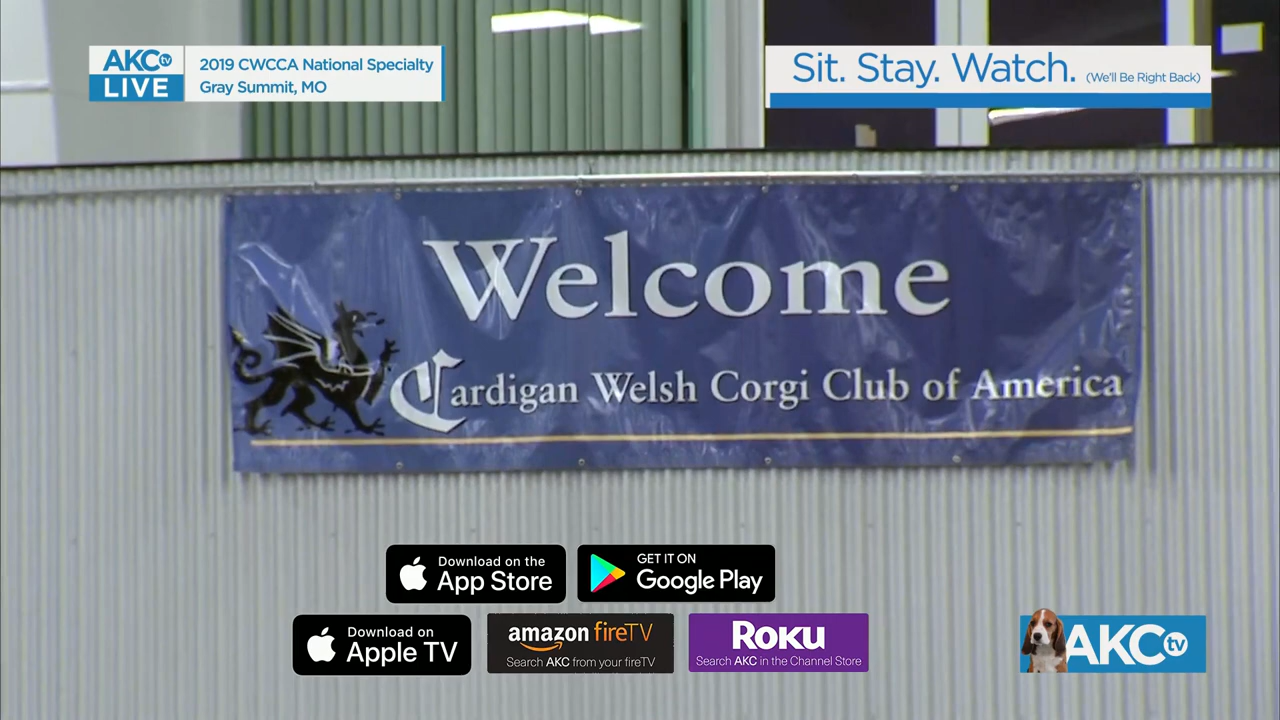 AKC tv
LIVE
2019 CWCCA National Specialty
Gray Summit, MO
Sit. Stay. Watch. (We'll Be Right Back)
Welcome
Cardigan Welsh Corgi Club of America
Download on the
App Store
GET IT ON
Google Play
Download on
Apple TV
amazon fireTV
Search AKC from your fireTV
ROKU
Search AKC in the Channel Store
AKC tv